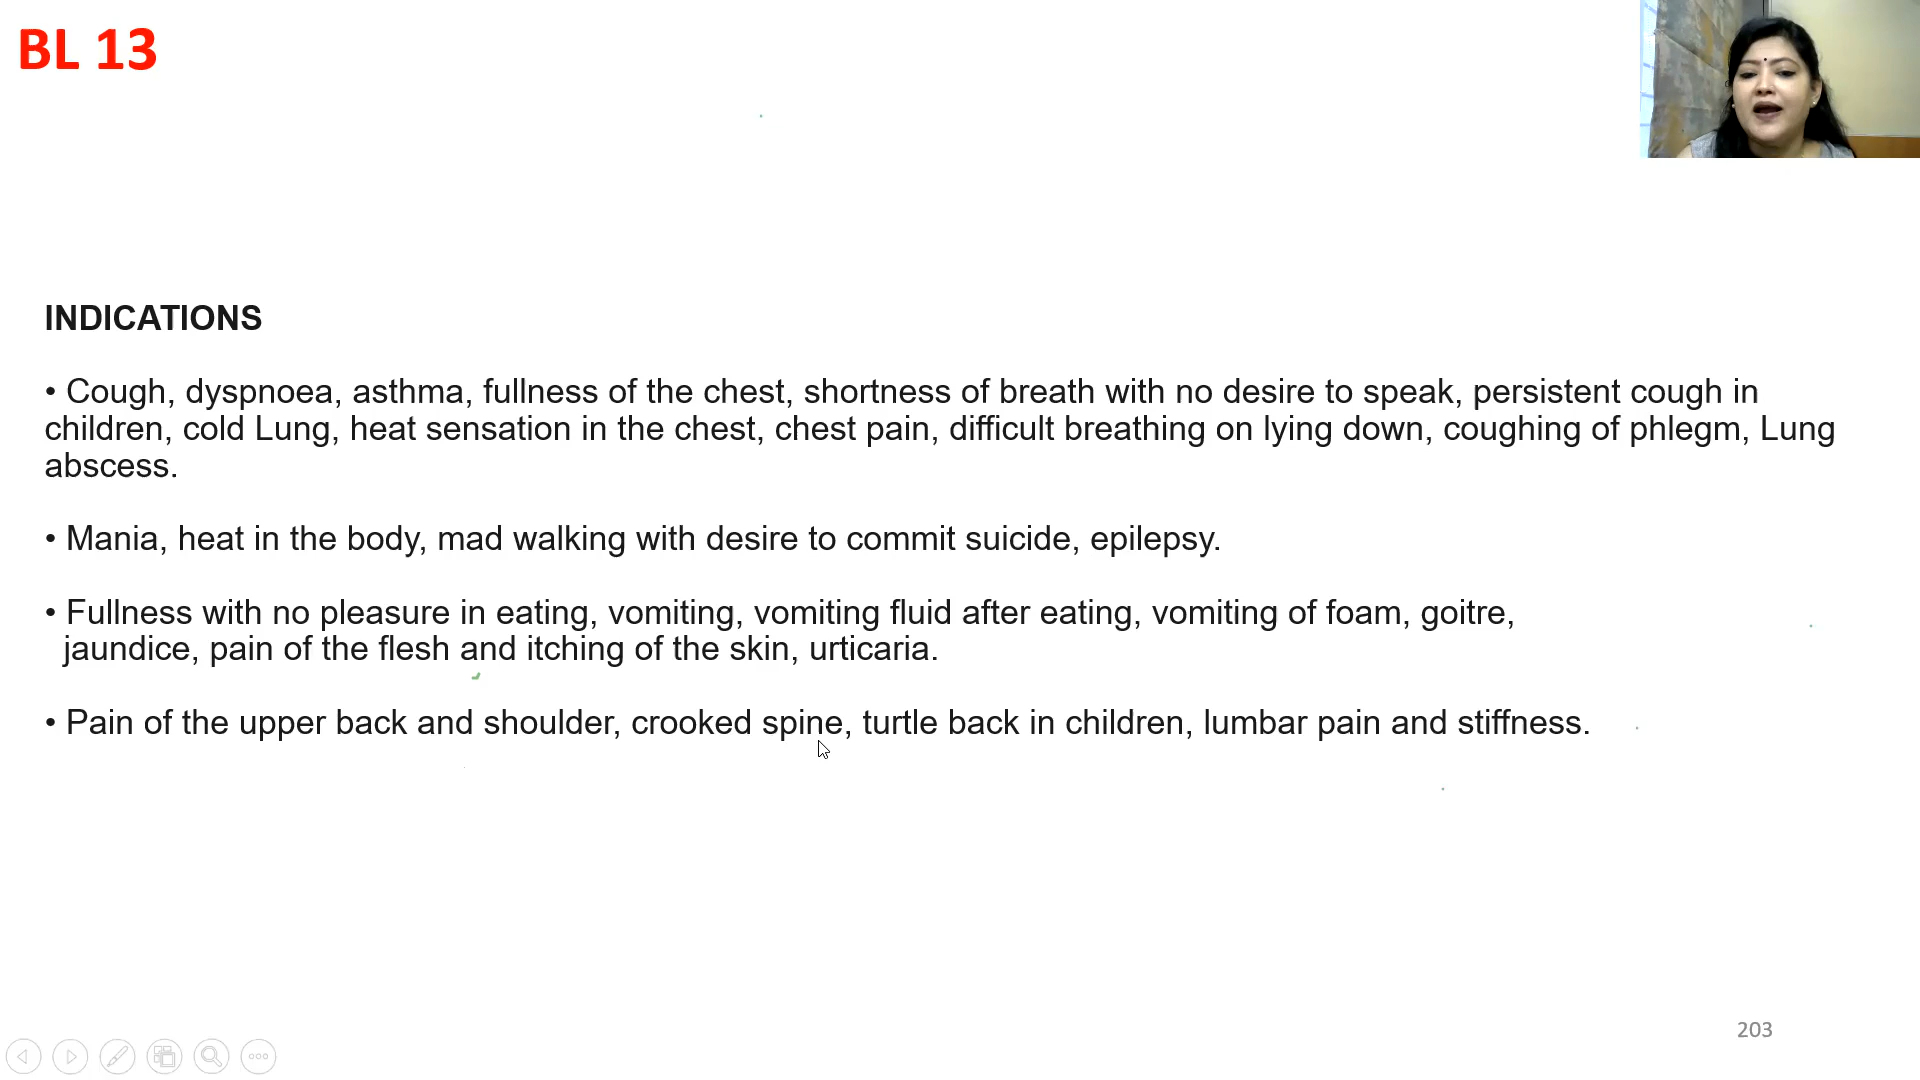 BL 13
INDICATIONS
• Cough, dyspnoea, asthma, fullness of the chest, shortness of breath with no desire to speak, persistent cough in
children, cold Lung, heat sensation in the chest, chest pain, difficult breathing on lying down, coughing of phlegm, Lung
abscess.
• Mania, heat in the body, mad walking with desire to commit suicide, epilepsy.
• Fullness with no pleasure in eating, vomiting, vomiting fluid after eating, vomiting of foam, goitre,
jaundice, pain of the flesh and itching of the skin, urticaria.
• Pain of the upper back and shoulder, crooked spine, turtle back in children, lumbar pain and stiffness.
203